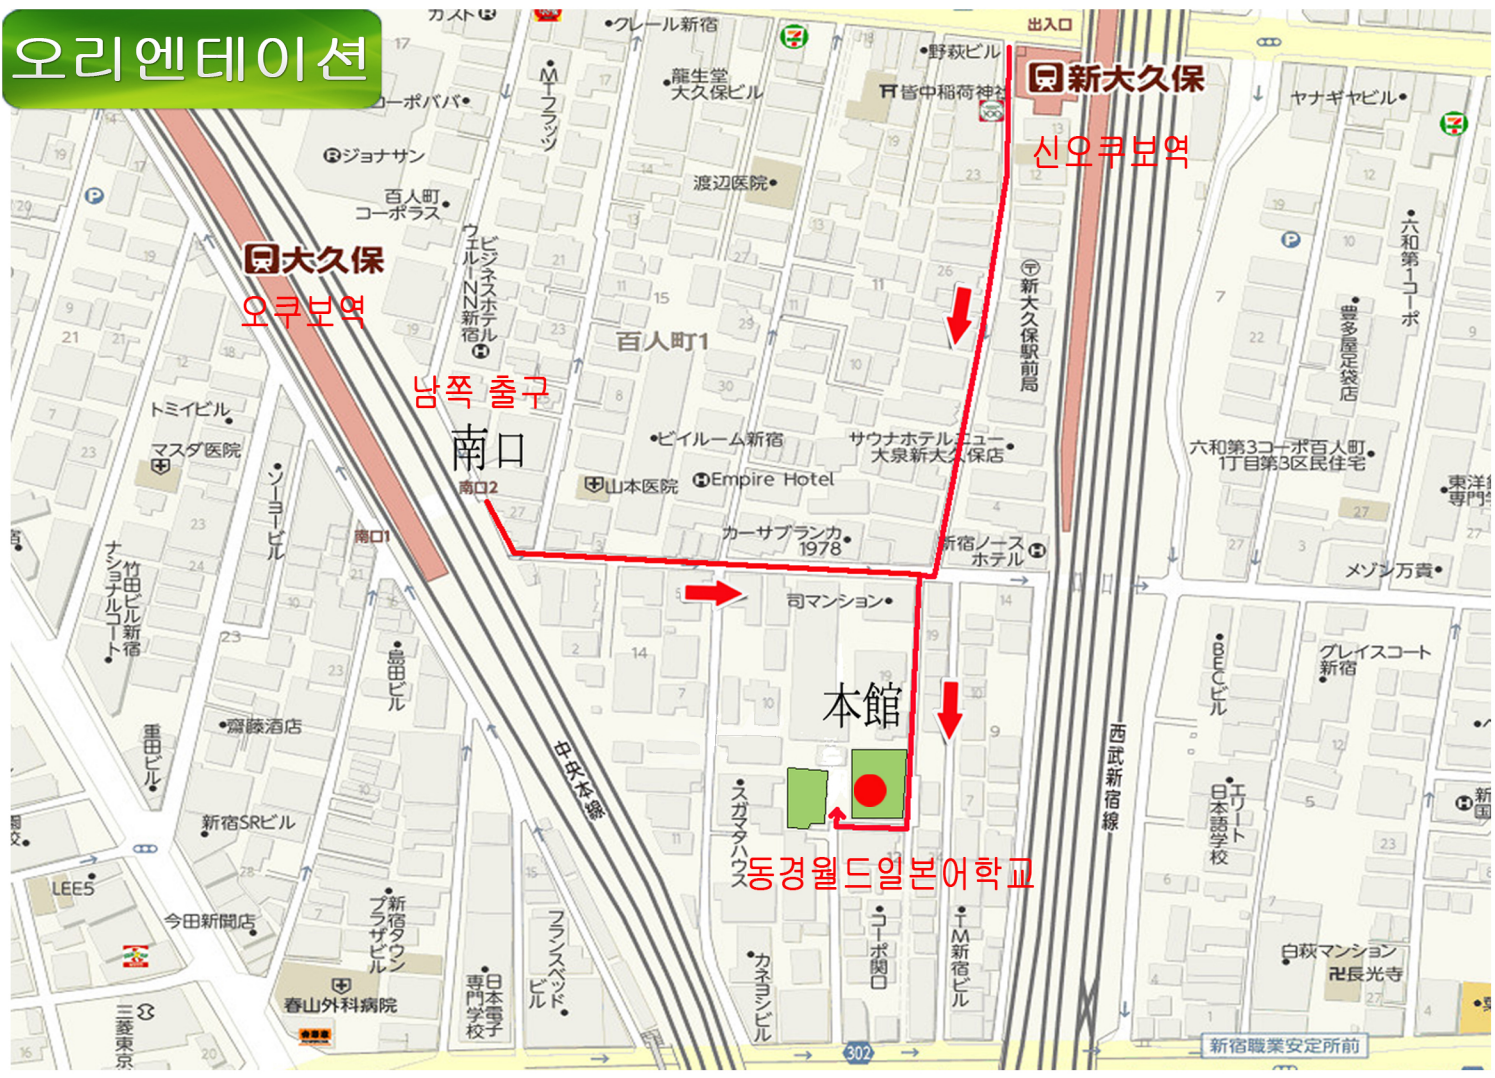 오리엔테이션
ガスト
クレール新宿
出入口
野萩ビル
新大久保
신오쿠보역
皆中稲荷神社
ヤナギヤビル
龍生堂
大久保ビル
MTフラッツ
コーポババ
ジョナサン
渡辺医院
百人町
コーポラス
大久保
오쿠보역
ビジネスホテル
ウェルーINN新宿
百人町1
新大久保駅前局
六和第1コーポ
豊多屋足袋店
남쪽 출구
南口
南口2
南口1
トミイビル
マスダ医院
ソーヨービル
ビイルーム新宿
サウナホテルニュー
大泉新大久保店
山本医院
Empire Hotel
六和第3コーポ百人町
1丁目第3区民住宅
カーサブランカ
1978
新宿ノース
ホテル
メゾン万貴
司マンション
竹田ビル新宿
ナショナルコート
島田ビル
齋藤酒店
重田ビル
本館
BECビル
グレイスコート
新宿
中央本線
西武新宿線
スガマタハウス
エリート
日本語学校
新宿SRビル
동경월드일본어학교
LEE5
今田新聞店
新宿タウン
プラザビル
春山外科病院
日本電子
専門学校
フランスベッド
ビル
カネヨシビル
コーポ関口
TM新宿ビル
白萩マンション
長光寺
三菱東京
302
新宿職業安定所前